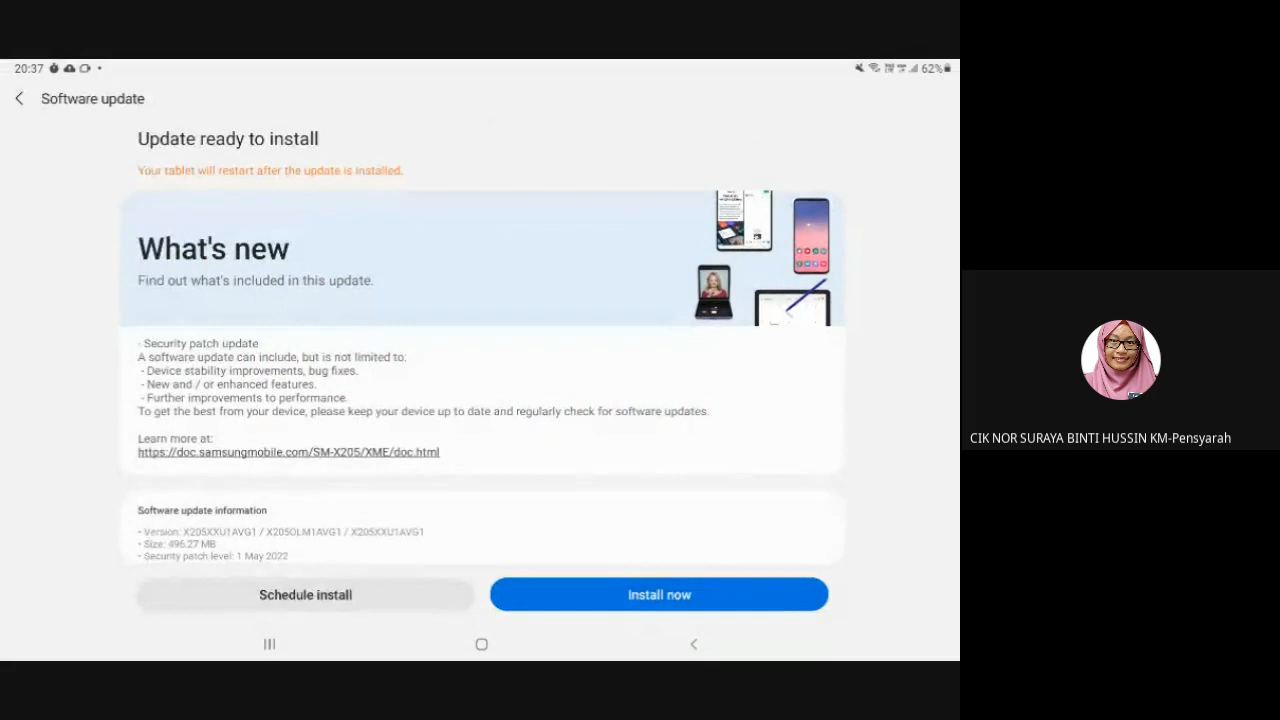 20:37
62%
Software update
Update ready to install
Your tablet will restart after the update is installed.
What's new
Find out what's included in this update.
- Security patch update
A software update can include, but is not limited to:
- Device stability improvements, bug fixes.
- New and / or enhanced features.
- Further improvements to performance.
To get the best from your device, please keep your device up to date and regularly check for software updates.
Learn more at:
https://doc.samsungmobile.com/SM-X205/XME/doc.html
Software update information
• Version: X205XXU1AVG1 / X205OLM1AVG1 / X205XXU1AVG1
• Size: 496.27 MB
• Security patch level: 1 May 2022
Schedule install
Install now
CIK NOR SURAYA BINTI HUSSIN KM-Pensyarah